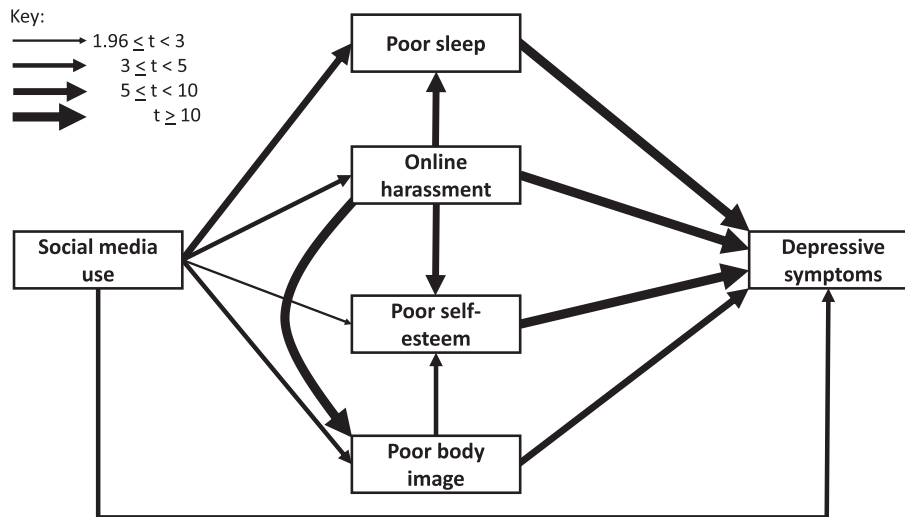 Key:
1.96 ≤ t < 3
3 ≤ t < 5
5 ≤ t < 10
t ≥ 10
Poor sleep
Online
harassment
Social media
use
Depressive
symptoms
Poor self-
esteem
Poor body
image